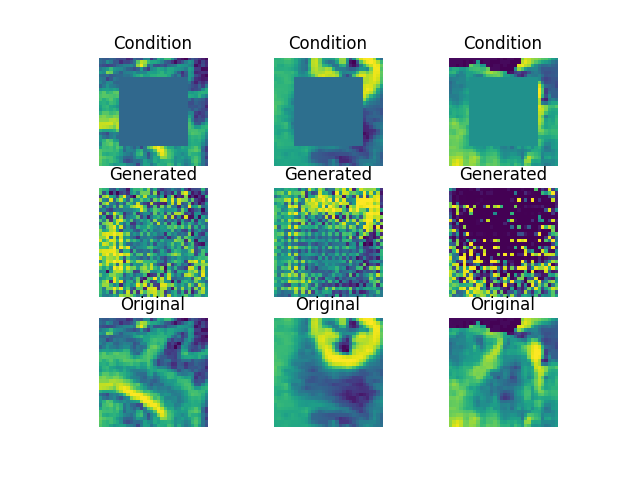 Condition Condition Condition
Generated Generated Generated
Original Original Original